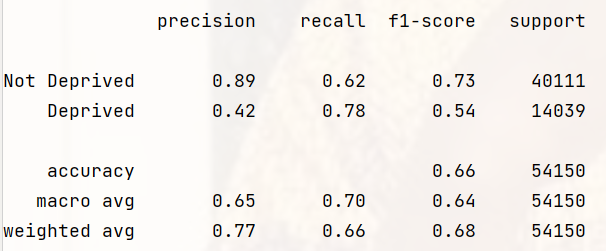 precision recall f1-score support
Not Deprived 0.89 0.62 0.73 40111
Deprived 0.42 0.78 0.54 14039
accuracy 0.66 54150
macro avg 0.65 0.70 0.64 54150
weighted avg 0.77 0.66 0.68 54150